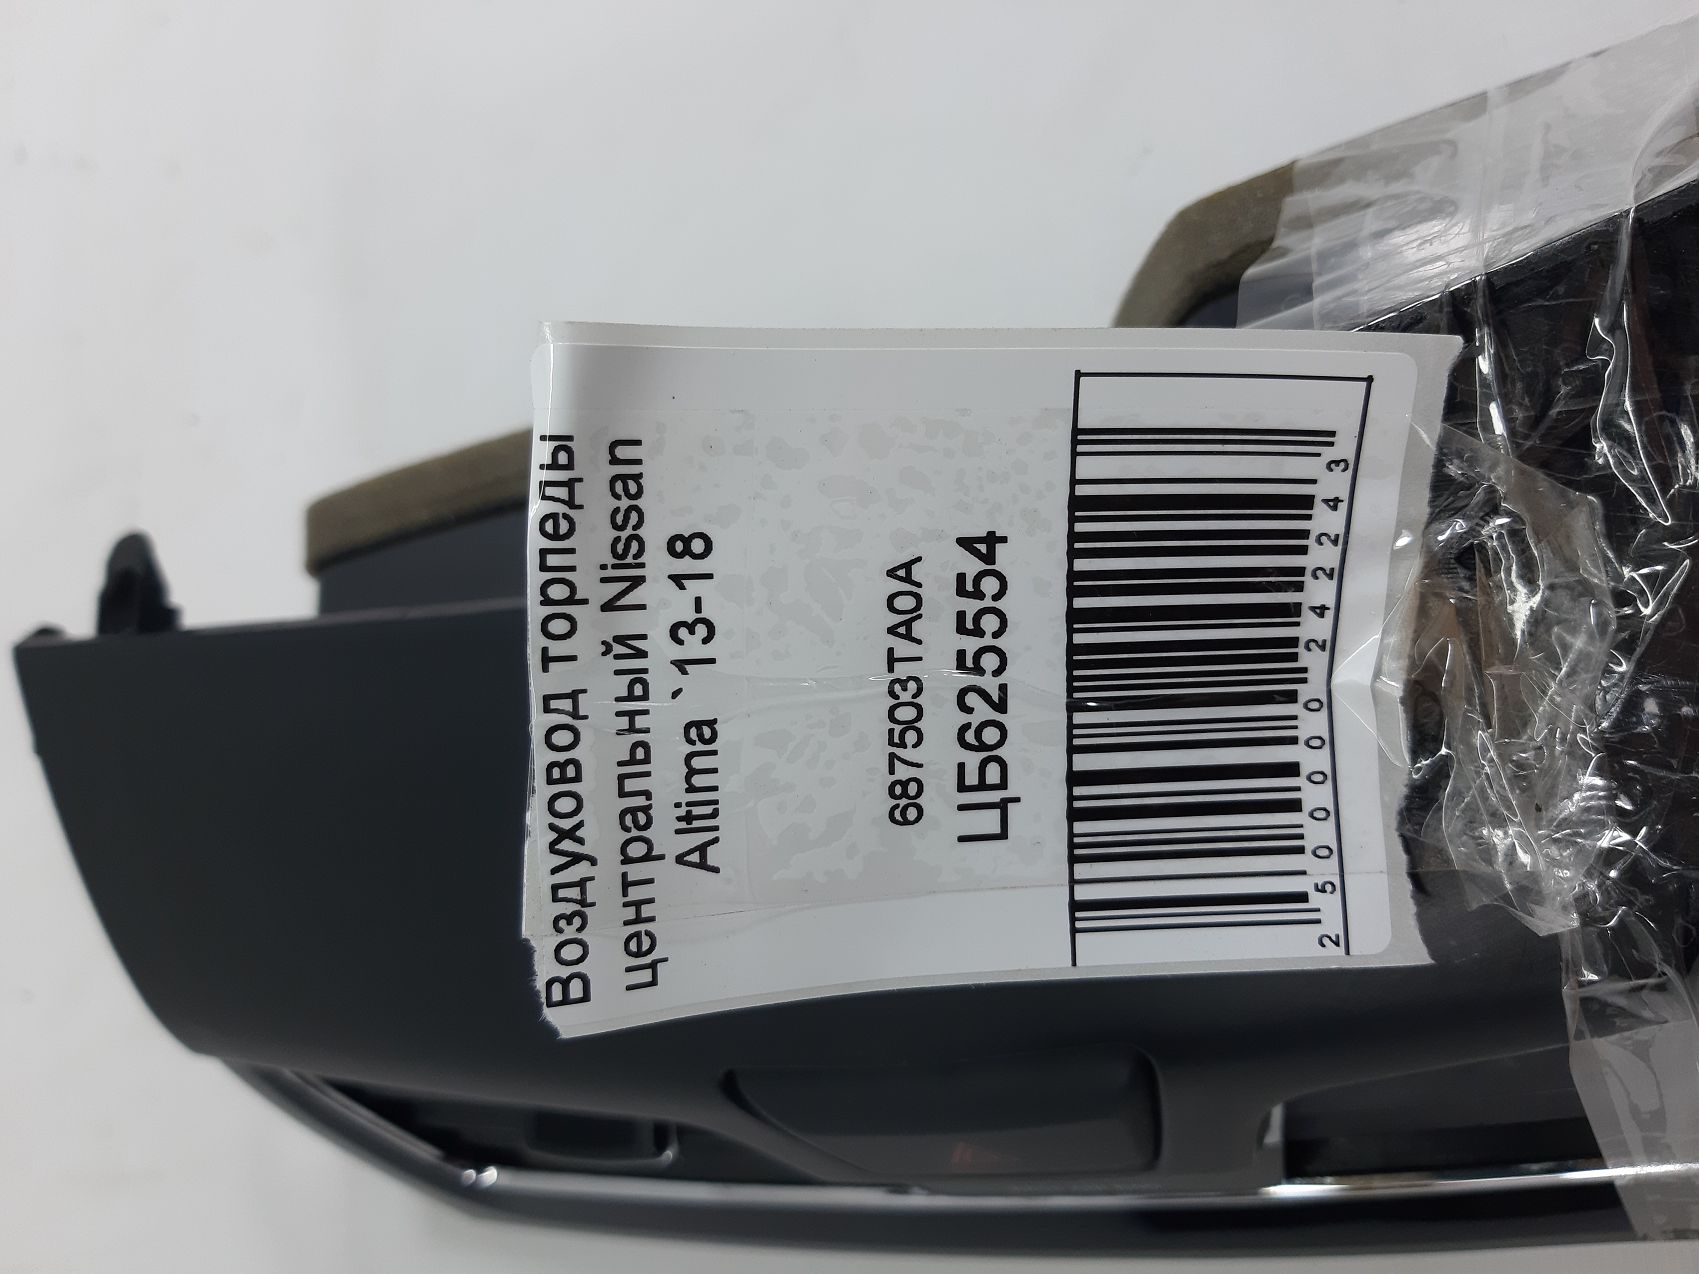 Воздуховод торпеды
центральный Nissan
Altima `13-18
687503TA0A
ЦБ625554
2500000242243